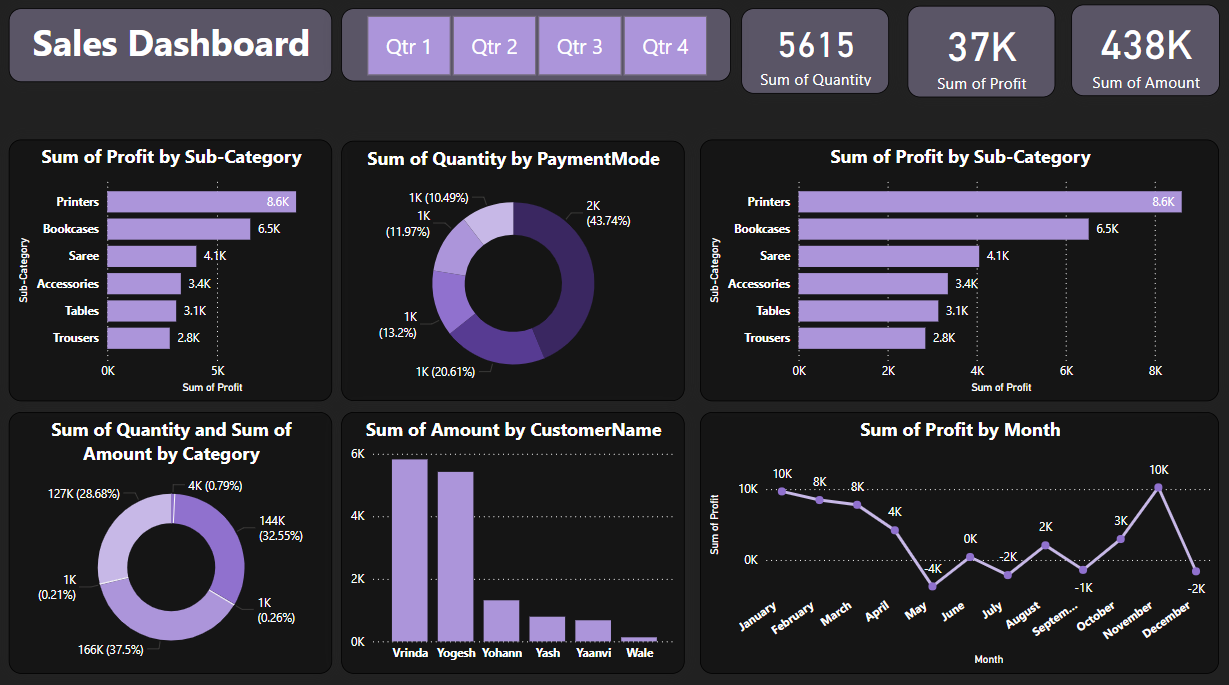 Sales Dashboard
Qtr 1
Qtr 2
Qtr 3
Qtr 4
5615
Sum of Quantity
37K
Sum of Profit
438K
Sum of Amount
Sum of Profit by Sub-Category
Sub-Category
Printers
8.6K
Bookcases
6.5K
Saree
4.1K
Accessories
3.4K
Tables
3.1K
Trousers
2.8K
0K
5K
Sum of Profit
Sum of Quantity by PaymentMode
1K (10.49%)
2K
(43.74%)
1K
(11.97%)
1K
(13.2%)
1K (20.61%)
Sum of Profit by Sub-Category
Sub-Category
Printers
8.6K
Bookcases
6.5K
Saree
4.1K
Accessories
3.4K
Tables
3.1K
Trousers
2.8K
0K
2K
4K
6K
8K
Sum of Profit
Sum of Quantity and Sum of
Amount by Category
4K (0.79%)
127K (28.68%)
144K
(32.55%)
1K
(0.21%)
1K
(0.26%)
166K (37.5%)
Sum of Amount by CustomerName
6K
4K
2K
0K
Vrinda
Yogesh
Yohann
Yash
Yaanvi
Wale
Sum of Profit by Month
Sum of Profit
10K
0K
10K
8K
8K
4K
-4K
0K
-2K
2K
-1K
3K
10K
-2K
January
February
March
April
May
June
July
August
Septem...
October
November
December
Month